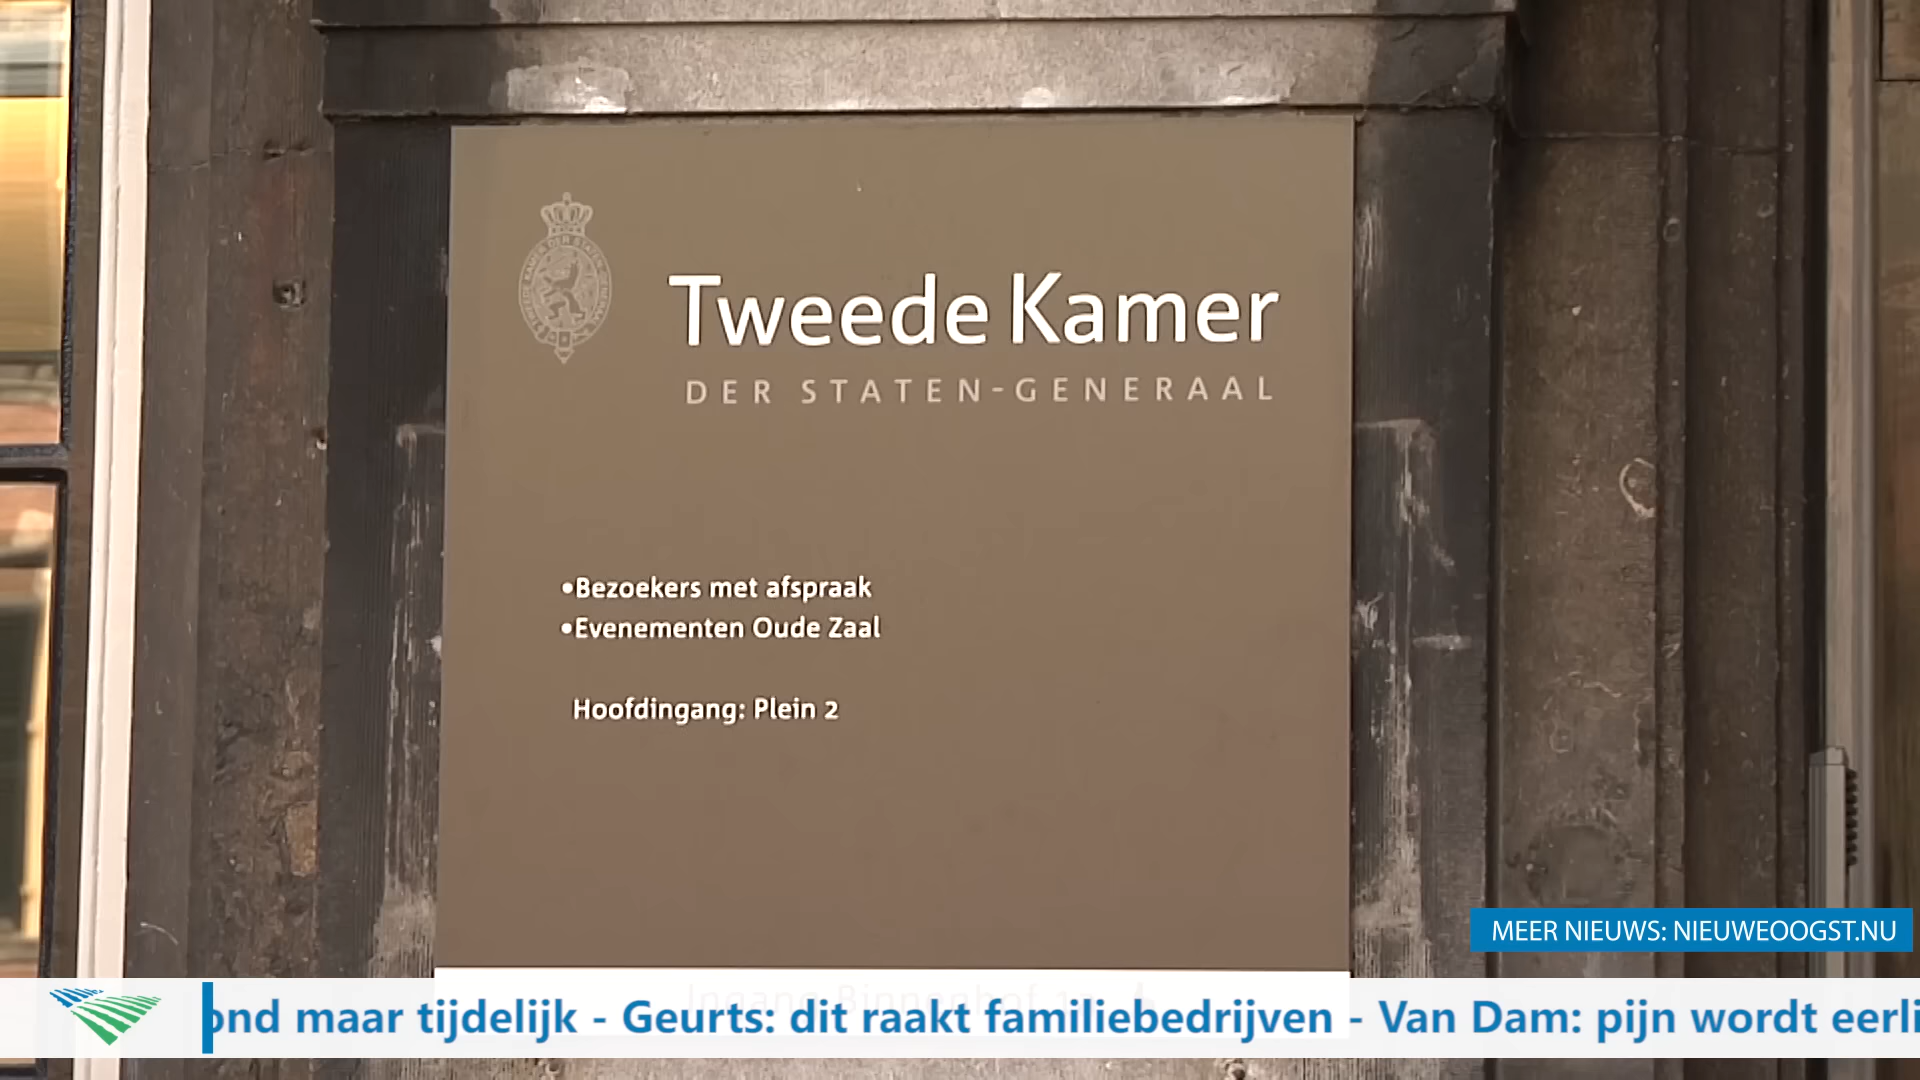 Tweede Kamer
DER STATEN-GENERAAL
•Bezoekers met afspraak
•Evenementen Oude Zaal
Hoofdingang: Plein 2
MEER NIEUWS: NIEUWEOOGST.NU
ond maar tijdelijk - Geurts: dit raakt familiebedrijven - Van Dam: pijn wordt eerli